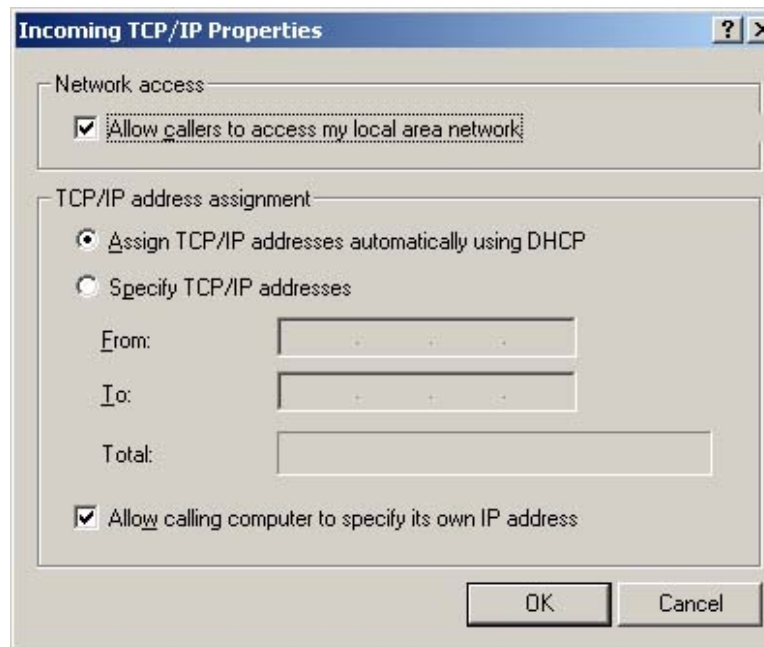 Incoming TCP/IP Properties
Network access
Allow callers to access my local area network
TCP/IP address assignment
Assign TCP/IP addresses automatically using DHCP
Specify TCP/IP addresses
From:
To:
Total:
Allow calling computer to specify its own IP address
OK Cancel